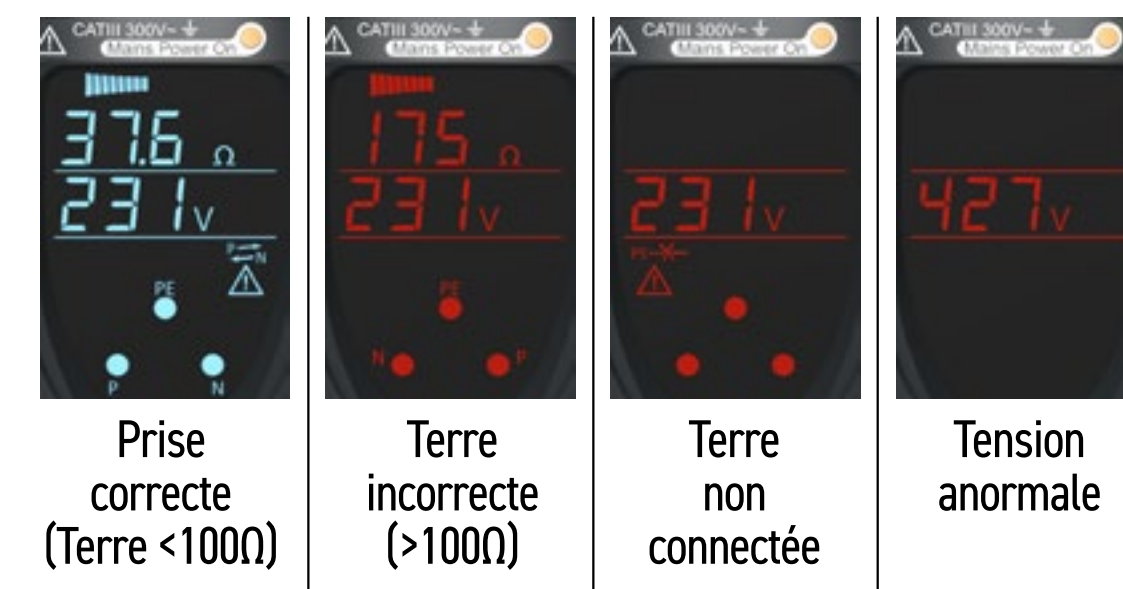 CATIII 300V~ ⏚
Mains Power On
37.6 Ω
231 V
P
N
PE
P
N
Prise
correcte
(Terre <100Ω)
CATIII 300V~ ⏚
Mains Power On
175 Ω
231 V
PE
N
P
Terre
incorrecte
(>100Ω)
CATIII 300V~ ⏚
Mains Power On
231 V
PE
Terre
non
connectée
CATIII 300V~ ⏚
Mains Power On
427 V
Tension
anormale